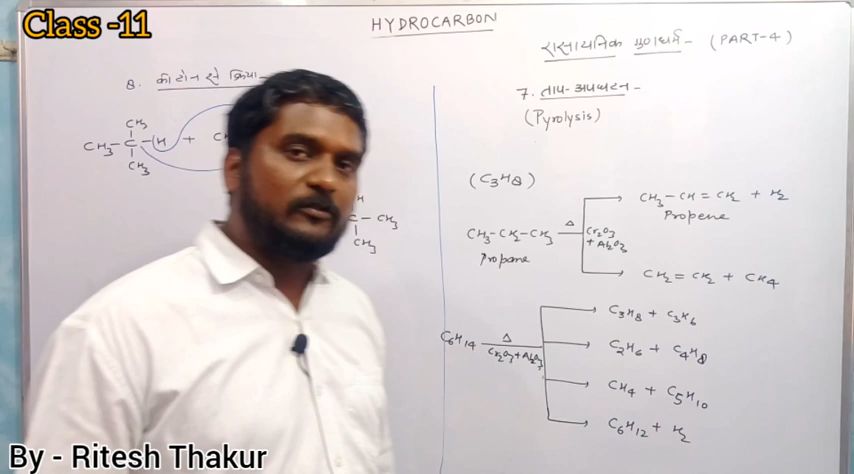 Class -11
HYDROCARBON
रासायनिक गुणधर्म - (PART-4)
8. कीटोन से क्रिया -
CH3
CH3 - C - H +
CH3
H
C - CH3
CH3
7. ताप-अपघटन -
(Pyrolysis)
(C3H8)
CH3 - CH = CH2 + H2
Propene
CH3-CH2-CH3 Δ Cr2O3
+ Al2O3
Propane
CH2 = CH2 + CH4
C3H8 + C3H6
C6H14 Δ
Cr2O3+Al2O3
C2H6 + C4H8
CH4 + C5H10
C6H12 + H2
By - Ritesh Thakur